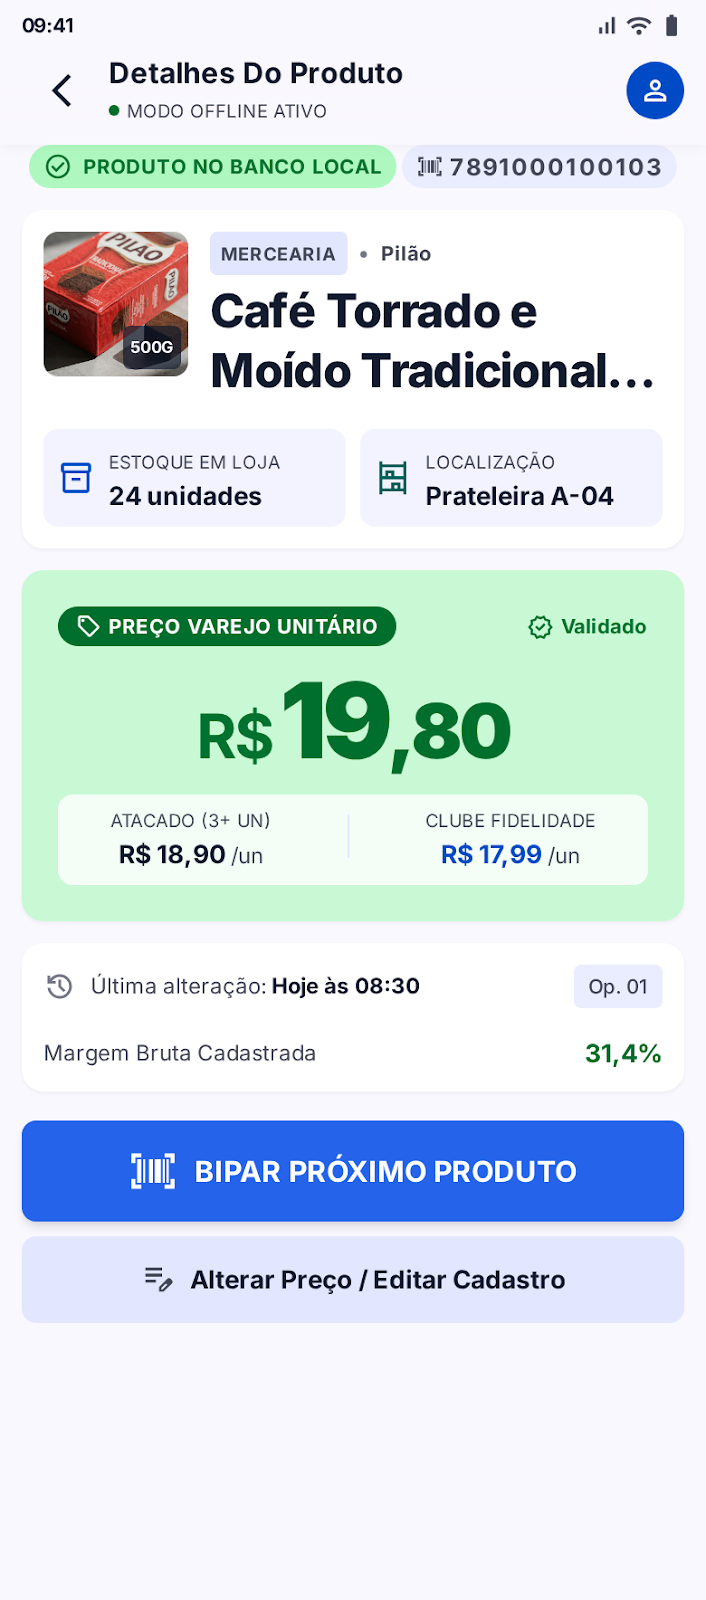 09:41
Detalhes Do Produto
MODO OFFLINE ATIVO
PRODUTO NO BANCO LOCAL
7891000100103
PILÃO
TRADICIONAL
PILÃO
PILÃO
500G
MERCEARIA • Pilão
Café Torrado e
Moído Tradicional...
ESTOQUE EM LOJA
24 unidades
LOCALIZAÇÃO
Prateleira A-04
PREÇO VAREJO UNITÁRIO
Validado
R$ 19,80
ATACADO (3+ UN)
R$ 18,90 /un
CLUBE FIDELIDADE
R$ 17,99 /un
Última alteração: Hoje às 08:30
Op. 01
Margem Bruta Cadastrada
31,4%
BIPAR PRÓXIMO PRODUTO
Alterar Preço / Editar Cadastro